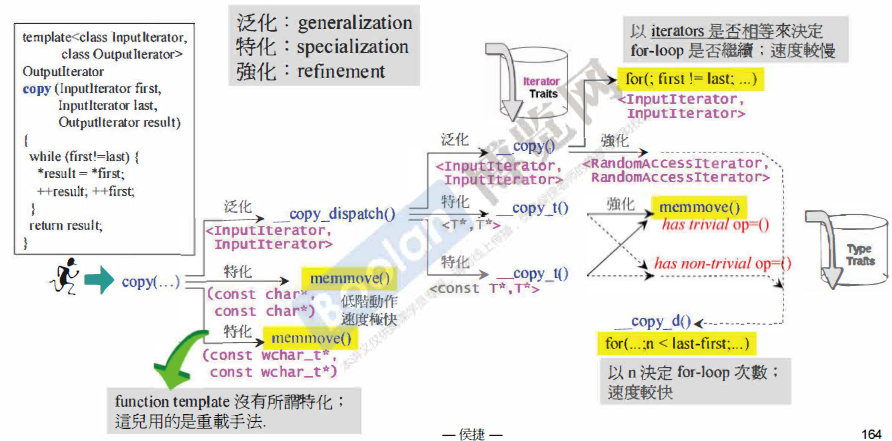 template<class InputIterator,
class OutputIterator>
OutputIterator
copy (InputIterator first,
InputIterator last,
OutputIterator result)
{
while (first!=last) {
*result = *first;
++result; ++first;
}
return result;
}
泛化：generalization
特化：specialization
強化：refinement
Iterator
Traits
以 iterators 是否相等來決定
for-loop 是否繼續；速度較慢
for(; first != last; ...)
<InputIterator,
InputIterator>
泛化
__copy()
<InputIterator,
InputIterator>
強化
<RandomAccessIterator,
RandomAccessIterator>
泛化
__copy_dispatch()
<InputIterator,
InputIterator>
特化
<T*,T*>
__copy_t()
強化
memmove()
has trivial op=()
Type
Traits
copy(…)
特化
(const char*,
const char*)
memmove()
低階動作
速度極快
特化
<const T*,T*>
__copy_t()
has non-trivial op=()
特化
memmove()
(const wchar_t*,
const wchar_t*)
__copy_d()
for(...;n < last-first;...)
以 n 決定 for-loop 次數；
速度較快
function template 沒有所謂特化；
這兒用的是重載手法.
Boolan
博览网
— 侯捷 —
164